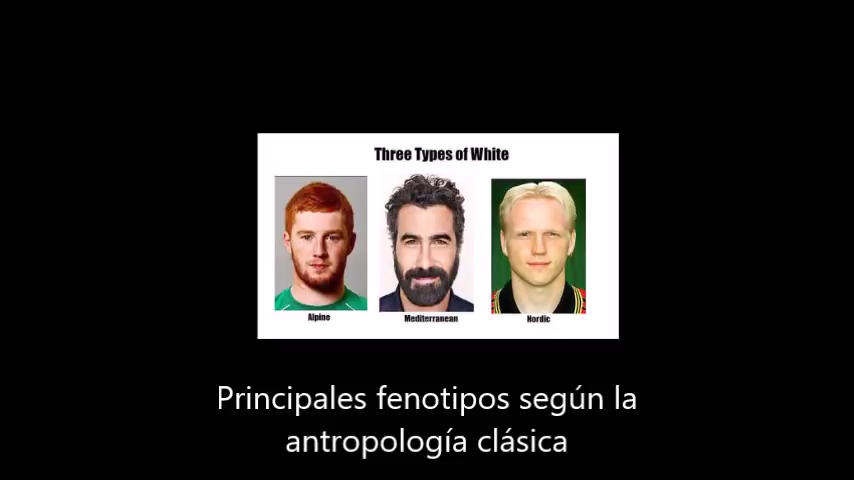 Three Types of White
Alpine
Mediterranean
Nordic
Principales fenotipos según la
antropología clásica